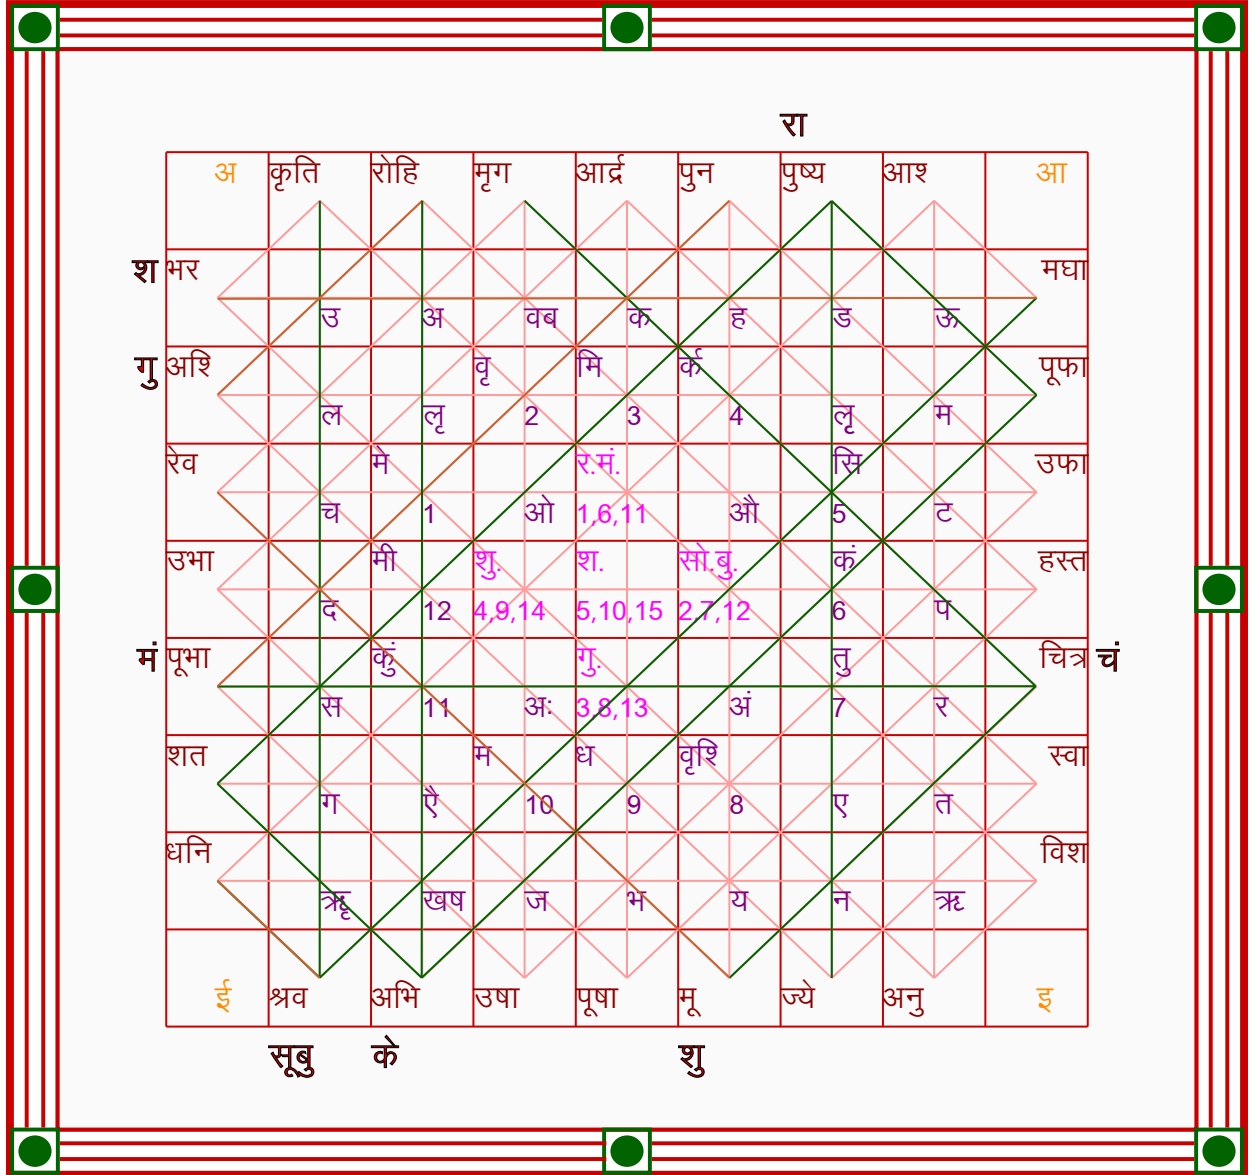 रा
अ कृति रोहि मृग आर्द्र पुन पुष्य आश आ
श भर मघा
उ अ वब क ह ड ऊ
गु अश्वि वृ मि र्क पूफा
ल लृ 2 3 4 लॄ म
रेव मे र.मं. सि उफा
च 1 ओ 1,6,11 औ 5 ट
उभा मी शु. श. सो.बु. कं हस्त
द 12 4,9,14 5,10,15 2,7,12 6 प
मं पूभा कुं गु. तु चित्र चं
स 11 अः 3,8,13 अं 7 र
शत म ध वृश्चि स्वा
ग ऐ 10 9 8 ए त
धनि विश
ॠ खष ज भ य न ऋ
ई श्रव अभि उषा पूषा मू ज्ये अनु इ
सूबु के शु